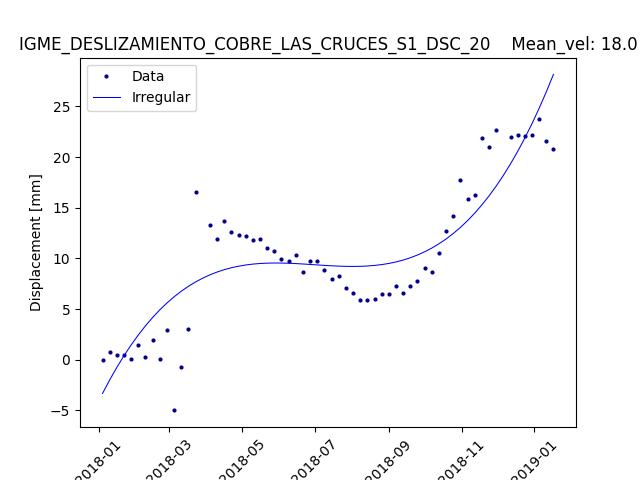 IGME_DESLIZAMIENTO_COBRE_LAS_CRUCES_S1_DSC_20 Mean_vel: 18.0
Data
Irregular
Displacement [mm]
25
20
15
10
5
0
−5
2018-01 2018-03 2018-05 2018-07 2018-09 2018-11 2019-01